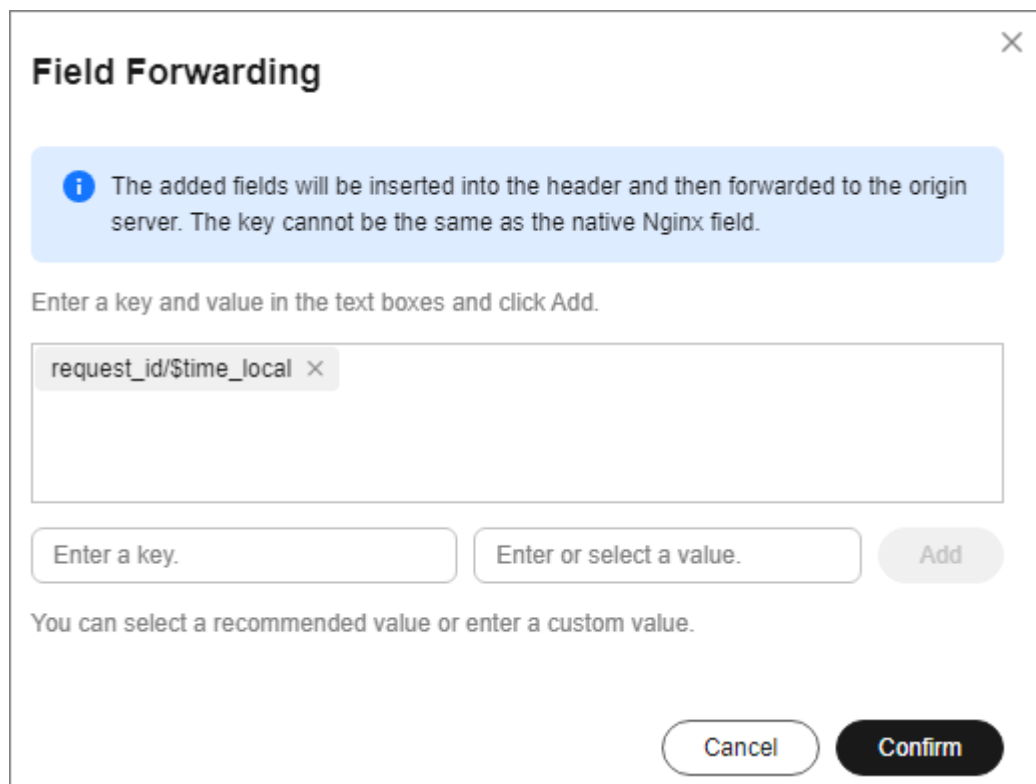 Field Forwarding
The added fields will be inserted into the header and then forwarded to the origin
server. The key cannot be the same as the native Nginx field.
Enter a key and value in the text boxes and click Add.
request_id/$time_local
Enter a key.
Enter or select a value.
Add
You can select a recommended value or enter a custom value.
Cancel
Confirm